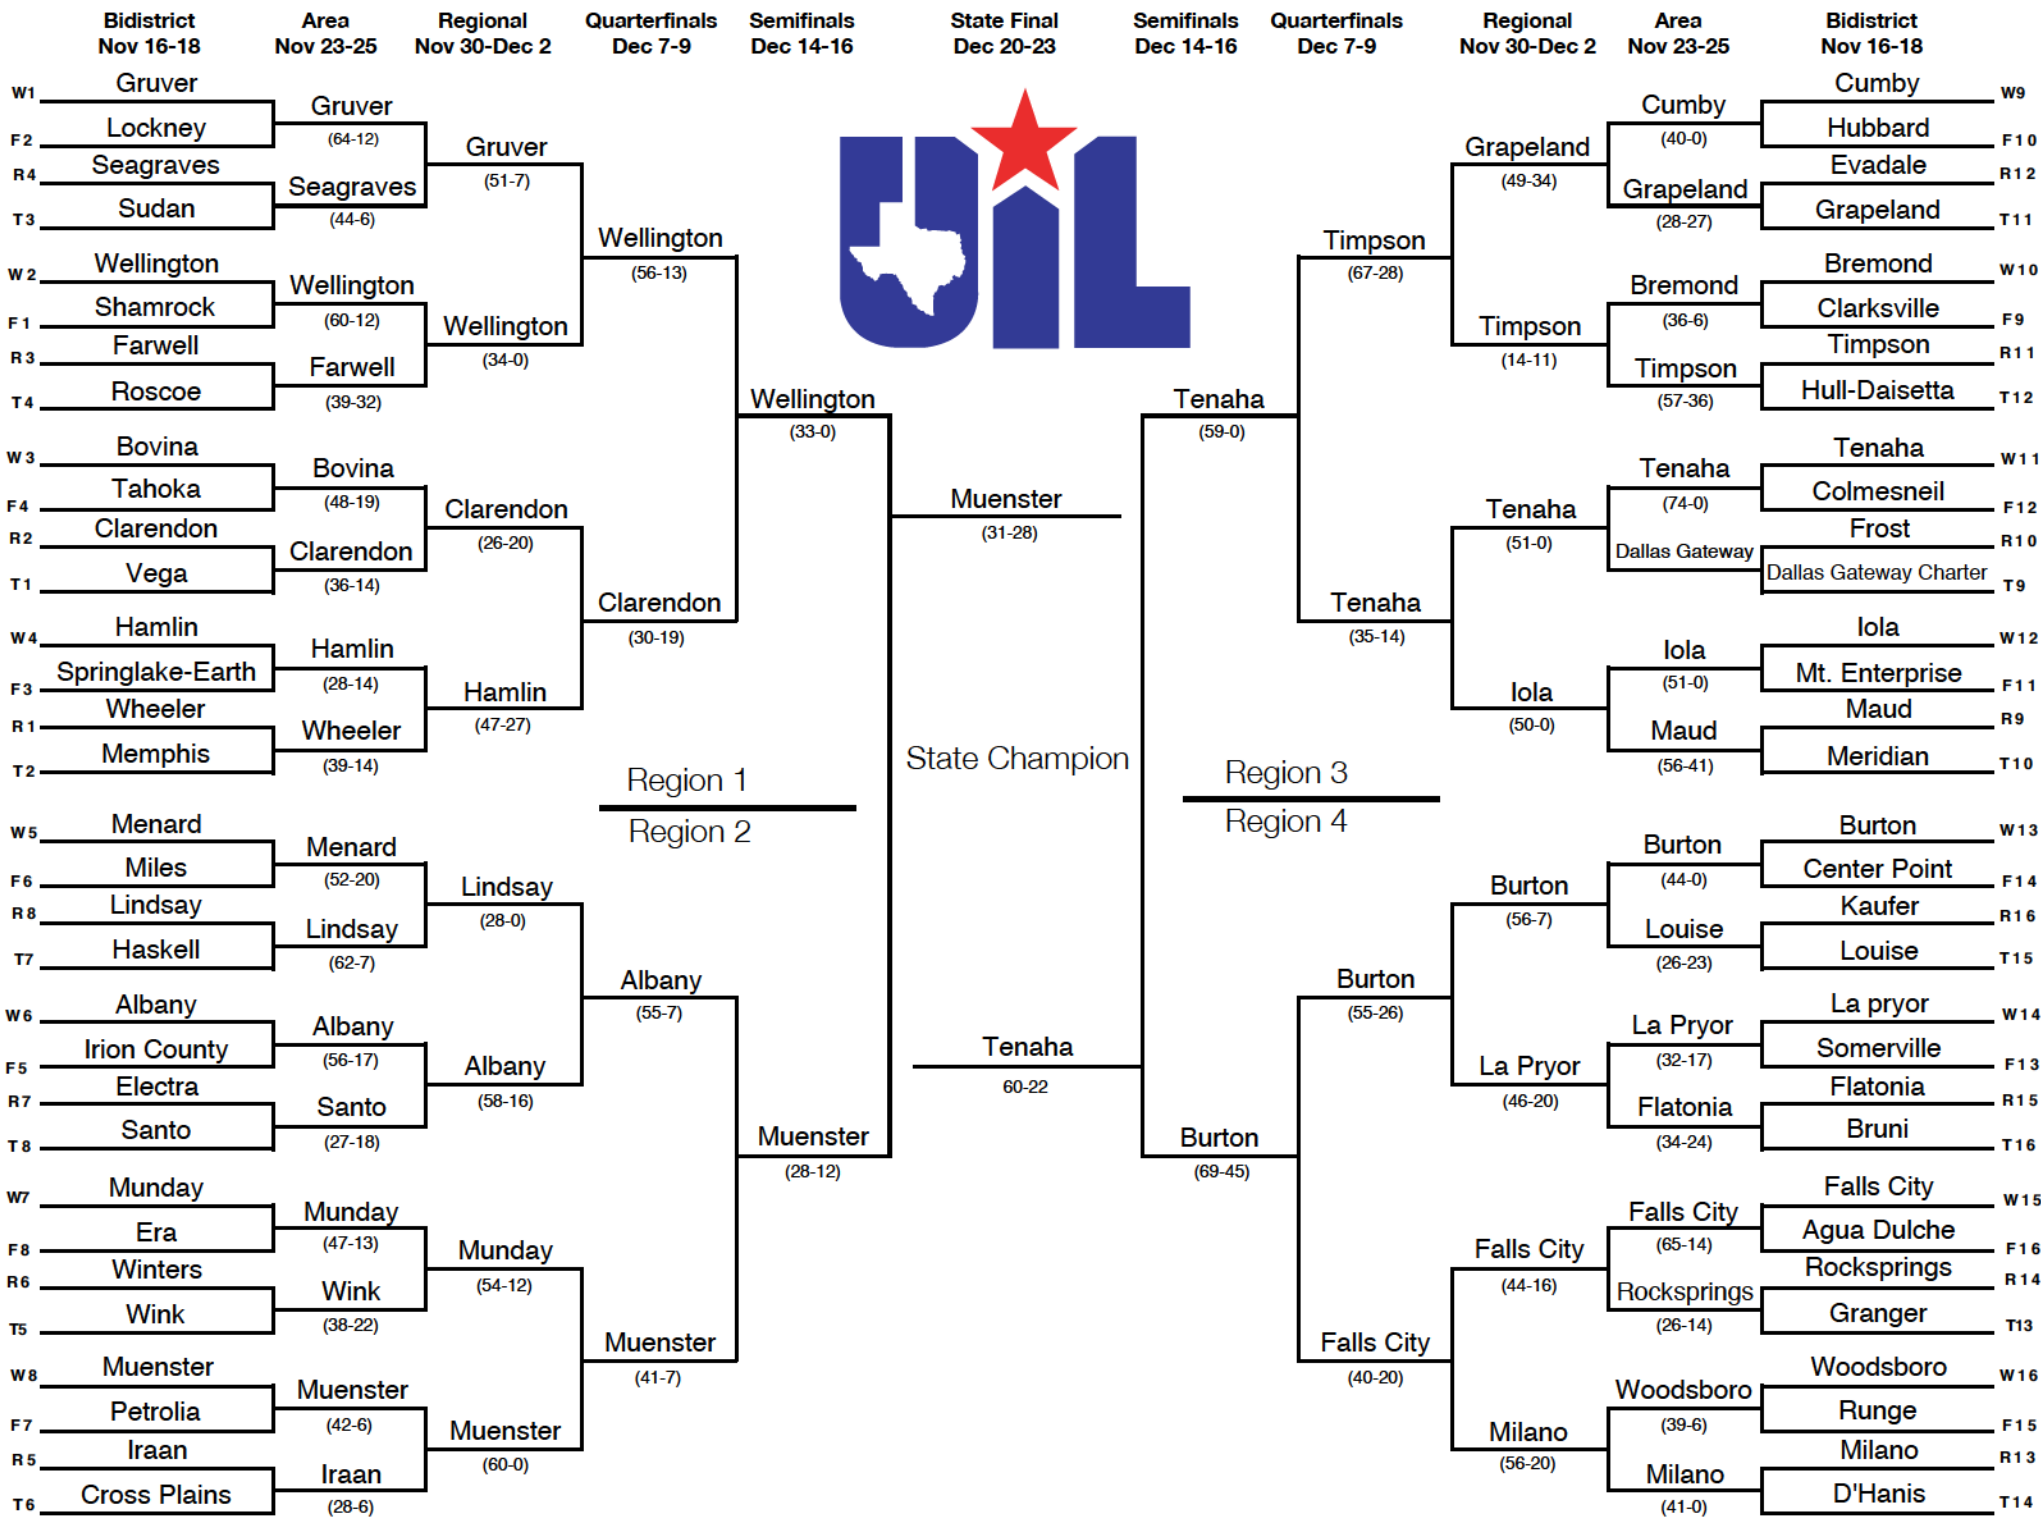 Bidistrict Area Regional Quarterfinals Semifinals State Final Semifinals Quarterfinals Regional Area Bidistrict
Nov 16-18 Nov 23-25 Nov 30-Dec 2 Dec 7-9 Dec 14-16 Dec 20-23 Dec 14-16 Dec 7-9 Nov 30-Dec 2 Nov 23-25 Nov 16-18
UIL
W1 Gruver
F2 Lockney
R4 Seagraves
T3 Sudan
W2 Wellington
F1 Shamrock
R3 Farwell
T4 Roscoe
W3 Bovina
F4 Tahoka
R2 Clarendon
T1 Vega
W4 Hamlin
F3 Springlake-Earth
R1 Wheeler
T2 Memphis
W5 Menard
F6 Miles
R8 Lindsay
T7 Haskell
W6 Albany
F5 Irion County
R7 Electra
T8 Santo
W7 Munday
F8 Era
R6 Winters
T5 Wink
W8 Muenster
F7 Petrolia
R5 Iraan
T6 Cross Plains
Gruver
(64-12)
Seagraves
(44-6)
Wellington
(60-12)
Farwell
(39-32)
Bovina
(48-19)
Clarendon
(36-14)
Hamlin
(28-14)
Wheeler
(39-14)
Menard
(52-20)
Lindsay
(62-7)
Albany
(56-17)
Santo
(27-18)
Munday
(47-13)
Wink
(38-22)
Muenster
(42-6)
Iraan
(28-6)
Gruver
(51-7)
Wellington
(34-0)
Clarendon
(26-20)
Hamlin
(47-27)
Lindsay
(28-0)
Albany
(58-16)
Munday
(54-12)
Muenster
(60-0)
Wellington
(56-13)
Clarendon
(30-19)
Region 1
Region 2
Albany
(55-7)
Muenster
(41-7)
Wellington
(33-0)
Muenster
(28-12)
Muenster
(31-28)
State Champion
Tenaha
60-22
Tenaha
(59-0)
Burton
(69-45)
Timpson
(67-28)
Tenaha
(35-14)
Region 3
Region 4
Burton
(55-26)
Falls City
(40-20)
Grapeland
(49-34)
Timpson
(14-11)
Tenaha
(51-0)
Iola
(50-0)
Burton
(56-7)
La Pryor
(46-20)
Falls City
(44-16)
Milano
(56-20)
Cumby
(40-0)
Grapeland
(28-27)
Bremond
(36-6)
Timpson
(57-36)
Tenaha
(74-0)
Dallas Gateway
Iola
(51-0)
Maud
(56-41)
Burton
(44-0)
Louise
(26-23)
La Pryor
(32-17)
Flatonia
(34-24)
Falls City
(65-14)
Rocksprings
(26-14)
Woodsboro
(39-6)
Milano
(41-0)
Cumby W9
Hubbard F10
Evadale R12
Grapeland T11
Bremond W10
Clarksville F9
Timpson R11
Hull-Daisetta T12
Tenaha W11
Colmesneil F12
Frost R10
Dallas Gateway Charter T9
Iola W12
Mt. Enterprise F11
Maud R9
Meridian T10
Burton W13
Center Point F14
Kaufer R16
Louise T15
La pryor W14
Somerville F13
Flatonia R15
Bruni T16
Falls City W15
Agua Dulche F16
Rocksprings R14
Granger T13
Woodsboro W16
Runge F15
Milano R13
D'Hanis T14